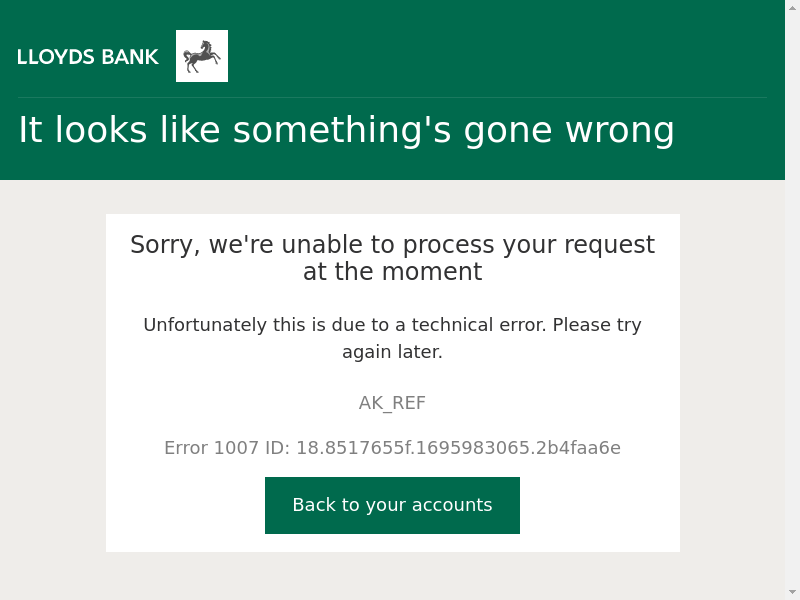 LLOYDS BANK
It looks like something's gone wrong
Sorry, we're unable to process your request
at the moment
Unfortunately this is due to a technical error. Please try
again later.
AK_REF
Error 1007 ID: 18.8517655f.1695983065.2b4faa6e
Back to your accounts